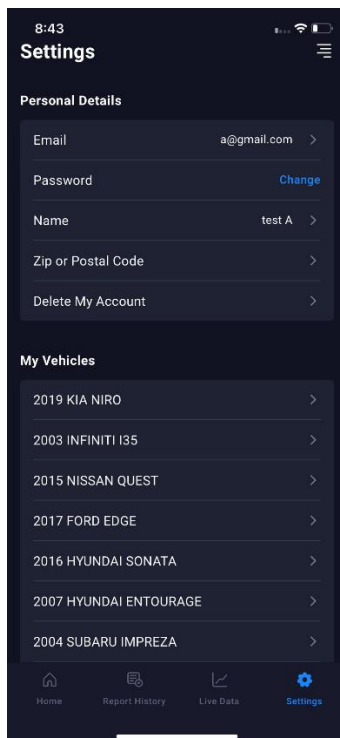 8:43
Settings
Personal Details
Email a@gmail.com
Password Change
Name test A
Zip or Postal Code
Delete My Account
My Vehicles
2019 KIA NIRO
2003 INFINITI I35
2015 NISSAN QUEST
2017 FORD EDGE
2016 HYUNDAI SONATA
2007 HYUNDAI ENTOURAGE
2004 SUBARU IMPREZA
Home Report History Live Data Settings